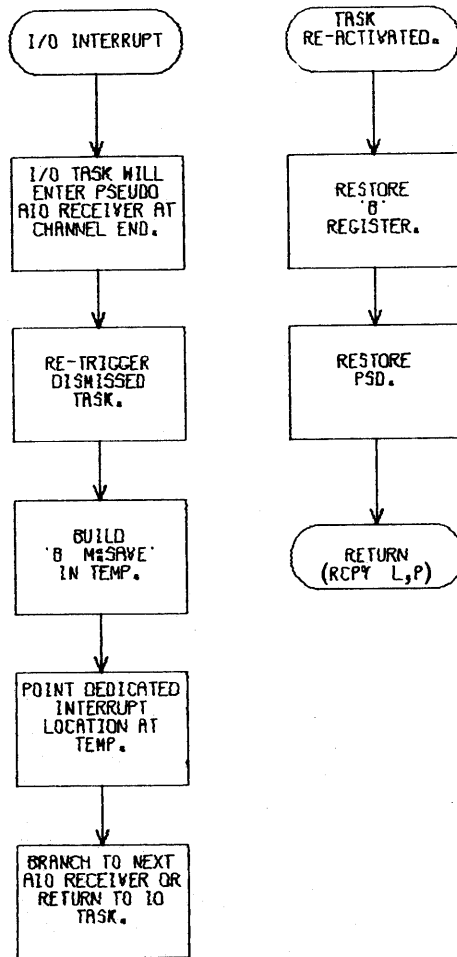 I/O INTERRUPT
I/O TASK WILL
ENTER PSEUDO
AIO RECEIVER AT
CHANNEL END.
RE-TRIGGER
DISMISSED
TASK.
BUILD
'B M:SAVE'
IN TEMP.
POINT DEDICATED
INTERRUPT
LOCATION AT
TEMP.
BRANCH TO NEXT
AIO RECEIVER OR
RETURN TO IO
TASK.
TASK
RE-ACTIVATED.
RESTORE
'B'
REGISTER.
RESTORE
PSD.
RETURN
(RCPY L,P)